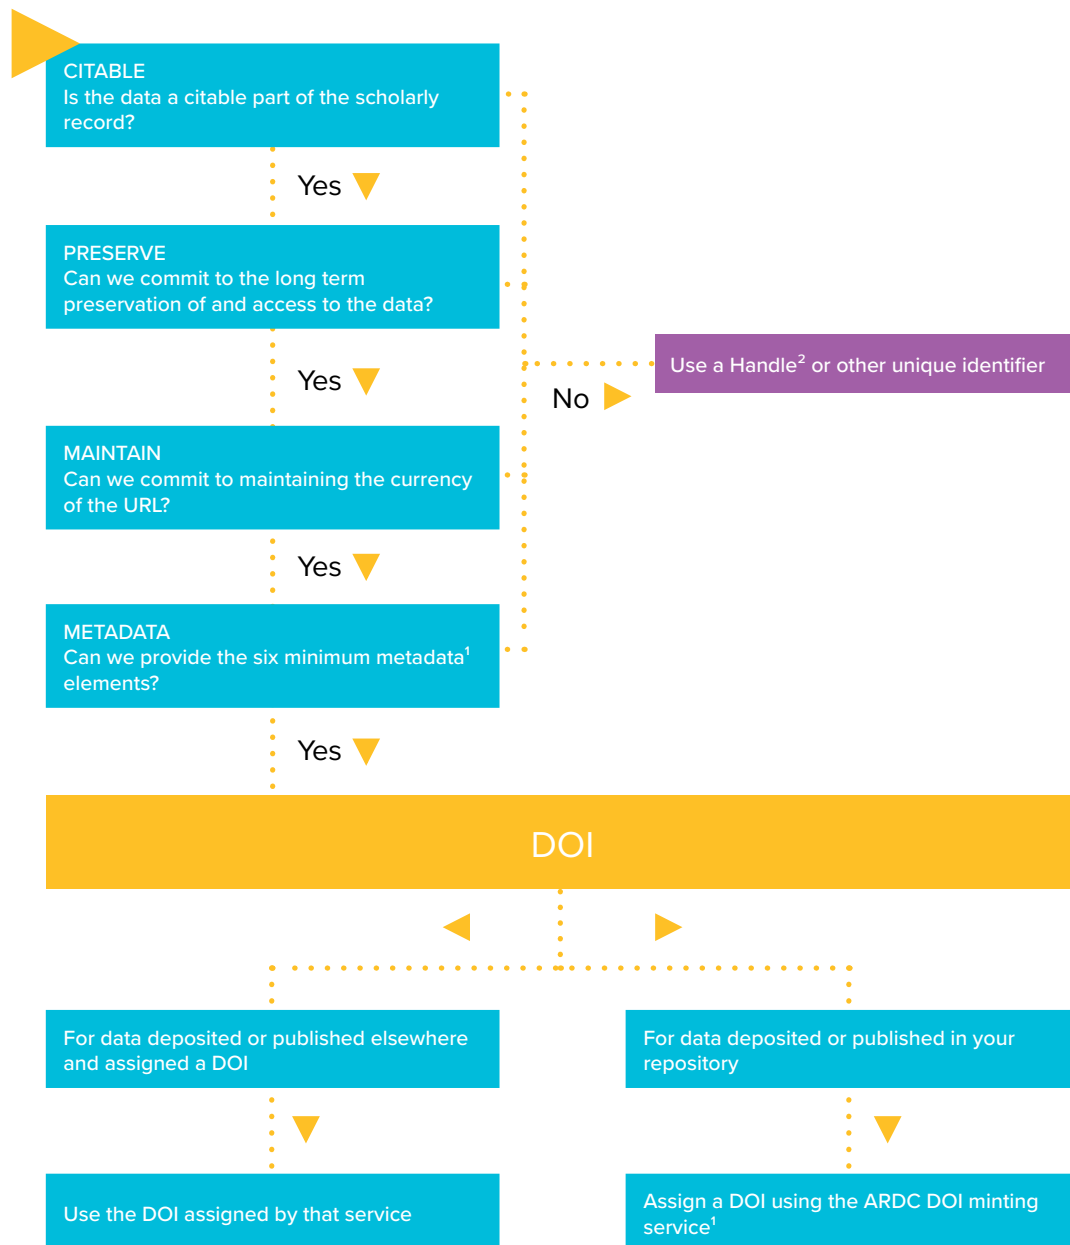 CITABLE
Is the data a citable part of the scholarly
record?
Yes
PRESERVE
Can we commit to the long term
preservation of and access to the data?
Yes
Use a Handle² or other unique identifier
No
MAINTAIN
Can we commit to maintaining the currency
of the URL?
Yes
METADATA
Can we provide the six minimum metadata¹
elements?
Yes
DOI
For data deposited or published elsewhere
and assigned a DOI
For data deposited or published in your
repository
Use the DOI assigned by that service
Assign a DOI using the ARDC DOI minting
service¹